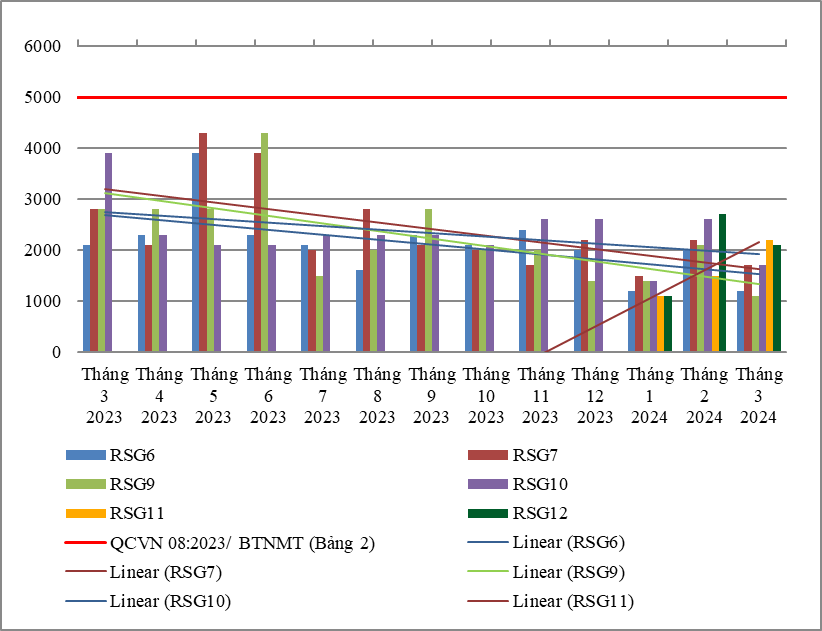 6000
5000
4000
3000
2000
1000
0
Tháng Tháng Tháng Tháng Tháng Tháng Tháng Tháng Tháng Tháng Tháng Tháng Tháng
3 4 5 6 7 8 9 10 11 12 1 2 3
2023 2023 2023 2023 2023 2023 2023 2023 2023 2023 2024 2024 2024
RSG6 RSG7
RSG9 RSG10
RSG11 RSG12
QCVN 08:2023/ BTNMT (Bảng 2) Linear (RSG6)
Linear (RSG7) Linear (RSG9)
Linear (RSG10) Linear (RSG11)